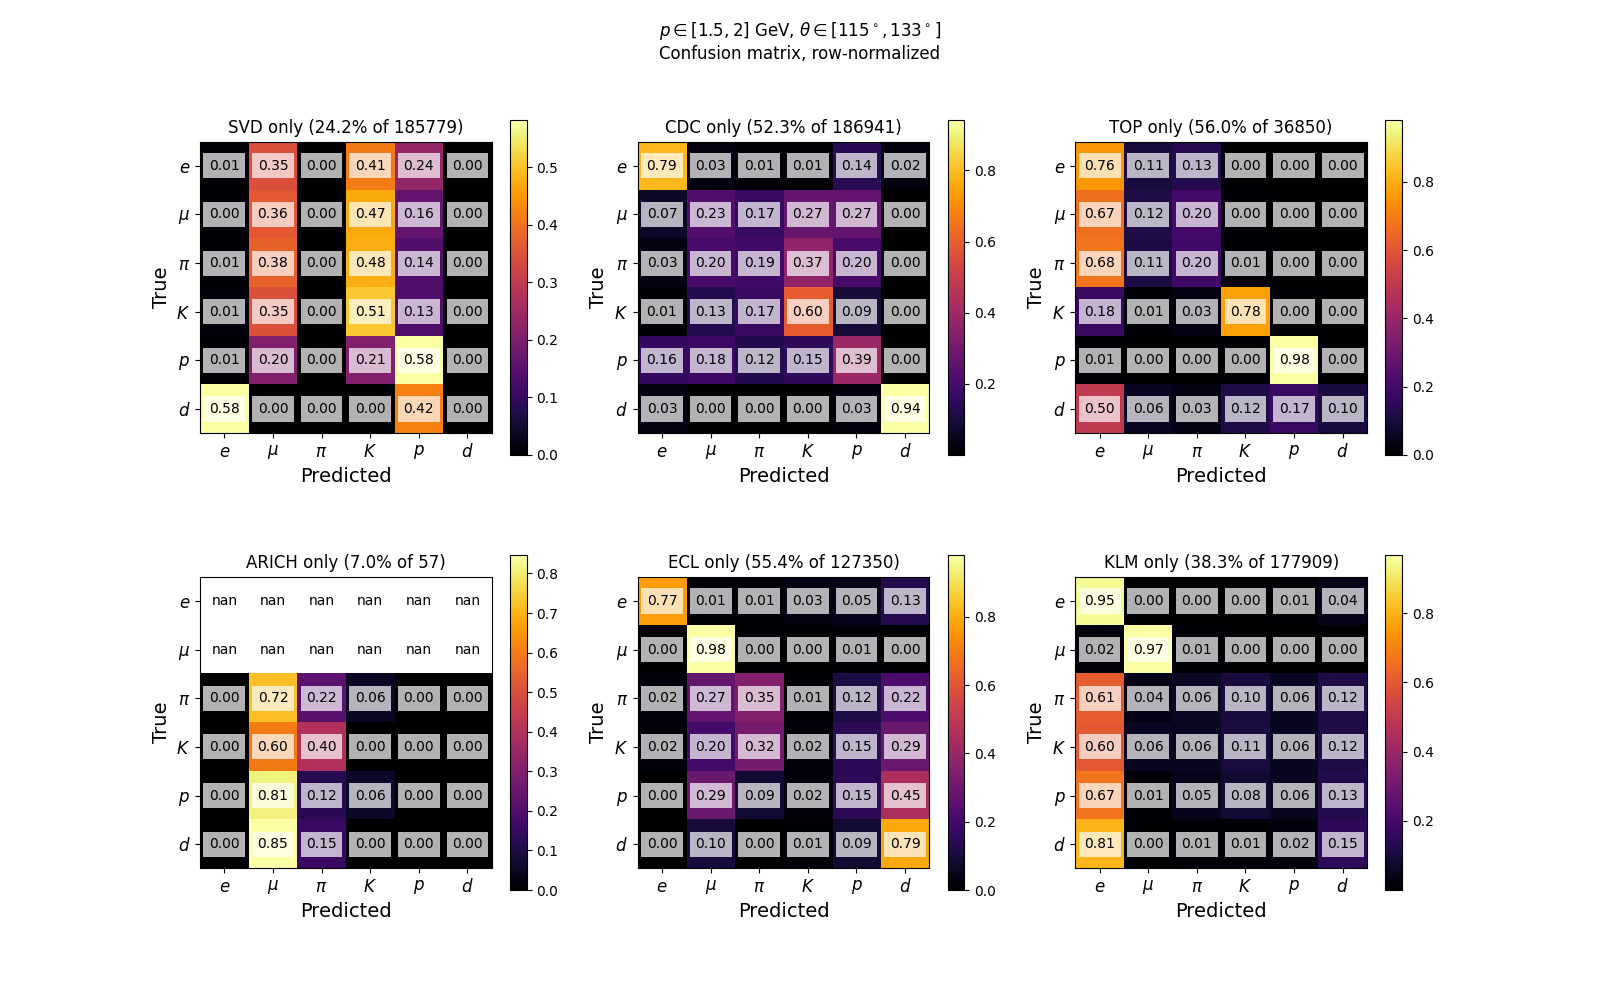 p ∈ [1.5, 2] GeV, θ ∈ [115°, 133°]
Confusion matrix, row-normalized
SVD only (24.2% of 185779)
True
e 0.01 0.35 0.00 0.41 0.24 0.00
μ 0.00 0.36 0.00 0.47 0.16 0.00
π 0.01 0.38 0.00 0.48 0.14 0.00
K 0.01 0.35 0.00 0.51 0.13 0.00
p 0.01 0.20 0.00 0.21 0.58 0.00
d 0.58 0.00 0.00 0.00 0.42 0.00
e μ π K p d
Predicted
0.5
0.4
0.3
0.2
0.1
0.0
CDC only (52.3% of 186941)
True
e 0.79 0.03 0.01 0.01 0.14 0.02
μ 0.07 0.23 0.17 0.27 0.27 0.00
π 0.03 0.20 0.19 0.37 0.20 0.00
K 0.01 0.13 0.17 0.60 0.09 0.00
p 0.16 0.18 0.12 0.15 0.39 0.00
d 0.03 0.00 0.00 0.00 0.03 0.94
e μ π K p d
Predicted
0.8
0.6
0.4
0.2
TOP only (56.0% of 36850)
True
e 0.76 0.11 0.13 0.00 0.00 0.00
μ 0.67 0.12 0.20 0.00 0.00 0.00
π 0.68 0.11 0.20 0.01 0.00 0.00
K 0.18 0.01 0.03 0.78 0.00 0.00
p 0.01 0.00 0.00 0.00 0.98 0.00
d 0.50 0.06 0.03 0.12 0.17 0.10
e μ π K p d
Predicted
0.8
0.6
0.4
0.2
0.0
ARICH only (7.0% of 57)
True
e nan nan nan nan nan nan
μ nan nan nan nan nan nan
π 0.00 0.72 0.22 0.06 0.00 0.00
K 0.00 0.60 0.40 0.00 0.00 0.00
p 0.00 0.81 0.12 0.06 0.00 0.00
d 0.00 0.85 0.15 0.00 0.00 0.00
e μ π K p d
Predicted
0.8
0.7
0.6
0.5
0.4
0.3
0.2
0.1
0.0
ECL only (55.4% of 127350)
True
e 0.77 0.01 0.01 0.03 0.05 0.13
μ 0.00 0.98 0.00 0.00 0.01 0.00
π 0.02 0.27 0.35 0.01 0.12 0.22
K 0.02 0.20 0.32 0.02 0.15 0.29
p 0.00 0.29 0.09 0.02 0.15 0.45
d 0.00 0.10 0.00 0.01 0.09 0.79
e μ π K p d
Predicted
0.8
0.6
0.4
0.2
0.0
KLM only (38.3% of 177909)
True
e 0.95 0.00 0.00 0.00 0.01 0.04
μ 0.02 0.97 0.01 0.00 0.00 0.00
π 0.61 0.04 0.06 0.10 0.06 0.12
K 0.60 0.06 0.06 0.11 0.06 0.12
p 0.67 0.01 0.05 0.08 0.06 0.13
d 0.81 0.00 0.01 0.01 0.02 0.15
e μ π K p d
Predicted
0.8
0.6
0.4
0.2